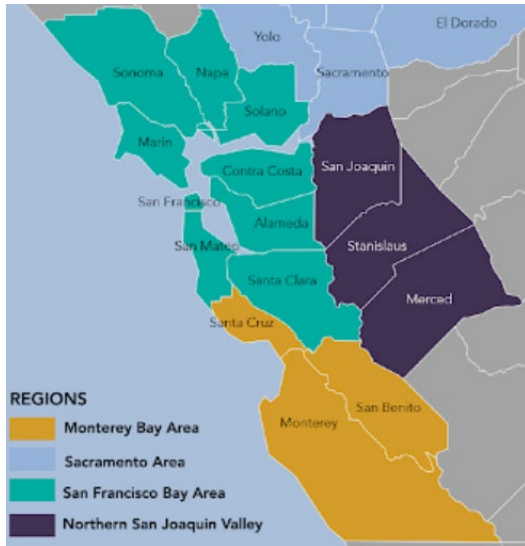 El Dorado
Yolo
Sonoma
Napa
Sacramento
Solano
Marin
Contra Costa
San Joaquin
San Francisco
Alameda
San Mateo
Stanislaus
Santa Clara
Merced
Santa Cruz
San Benito
Monterey
REGIONS
Monterey Bay Area
Sacramento Area
San Francisco Bay Area
Northern San Joaquin Valley